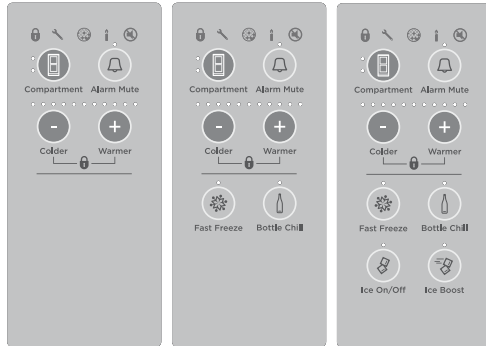 Compartment Alarm Mute
- +
Colder Warmer
Compartment Alarm Mute
- +
Colder Warmer
Fast Freeze Bottle Chill
Compartment Alarm Mute
- +
Colder Warmer
Fast Freeze Bottle Chill
Ice On/Off Ice Boost